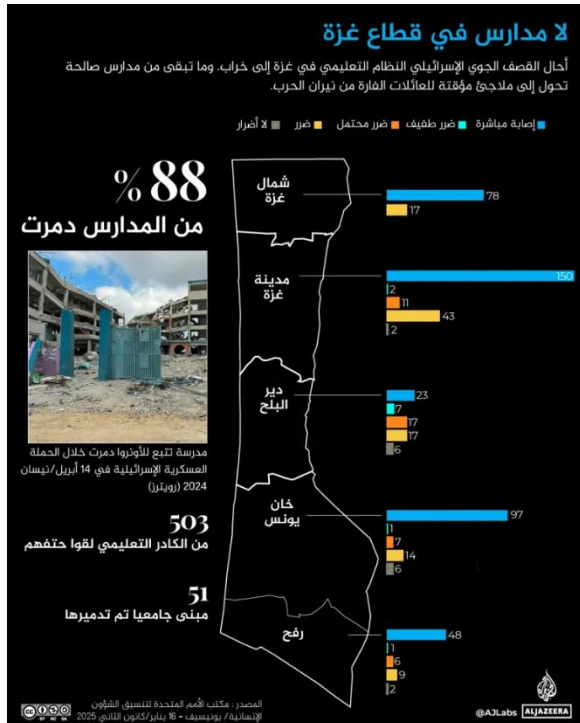 لا مدارس في قطاع غزة
أحال القصف الجوي الإسرائيلي النظام التعليمي في غزة إلى خراب. وما تبقى من مدارس صالحة
تحول إلى ملاجئ مؤقتة للعائلات الفارة من نيران الحرب.
إصابة مباشرة ضرر طفيف ضرر محتمل ضرر لا أضرار
88 %
من المدارس دمرت
شمال
غزة
78
17
مدينة
غزة
150
2
11
43
2
دير
البلح
23
7
17
17
6
مدرسة تتبع للأونروا دمرت خلال الحملة
العسكرية الإسرائيلية في 14 أبريل/نيسان
2024 (رويترز)
خان
يونس
97
1
7
14
6
503
من الكادر التعليمي لقوا حتفهم
51
مبنى جامعيا تم تدميرها
رفح
48
1
6
9
2
المصدر: مكتب الأمم المتحدة لتنسيق الشؤون
الإنسانية/ يونيسيف - 16 يناير/كانون الثاني 2025
@AJLabs ALJAZEERA